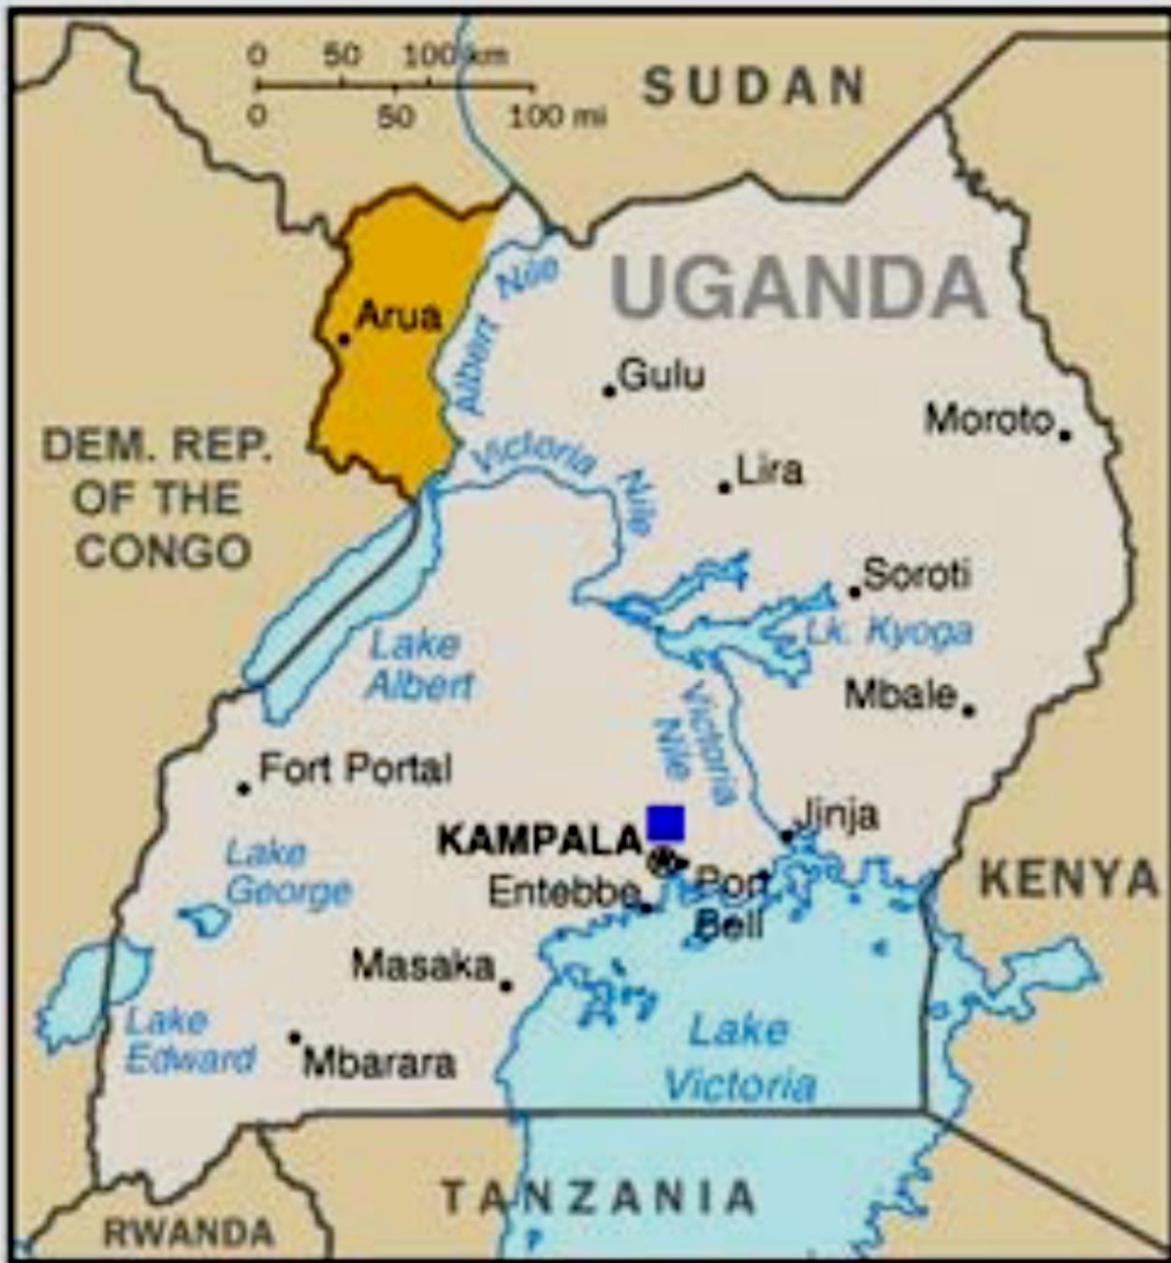 0 50 100 km
0 50 100 mi
SUDAN
UGANDA
Albert Nile
Arua
Gulu
Moroto
DEM. REP.
OF THE
CONGO
Victoria Nile
Lira
Soroti
Lk. Kyoga
Lake
Albert
Mbale
Victoria
Nile
Fort Portal
Jinja
KAMPALA
Lake
George
Entebbe
Port
Bell
KENYA
Masaka
Lake
Edward
Mbarara
Lake
Victoria
TANZANIA
RWANDA